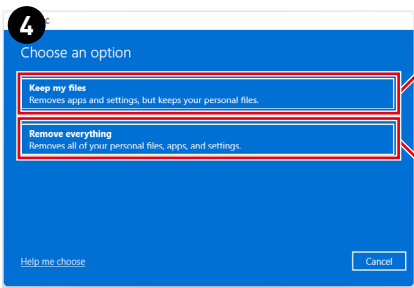 4
C
Choose an option
Keep my files
Removes apps and settings, but keeps your personal files.
Remove everything
Removes all of your personal files, apps, and settings.
Help me choose
Cancel